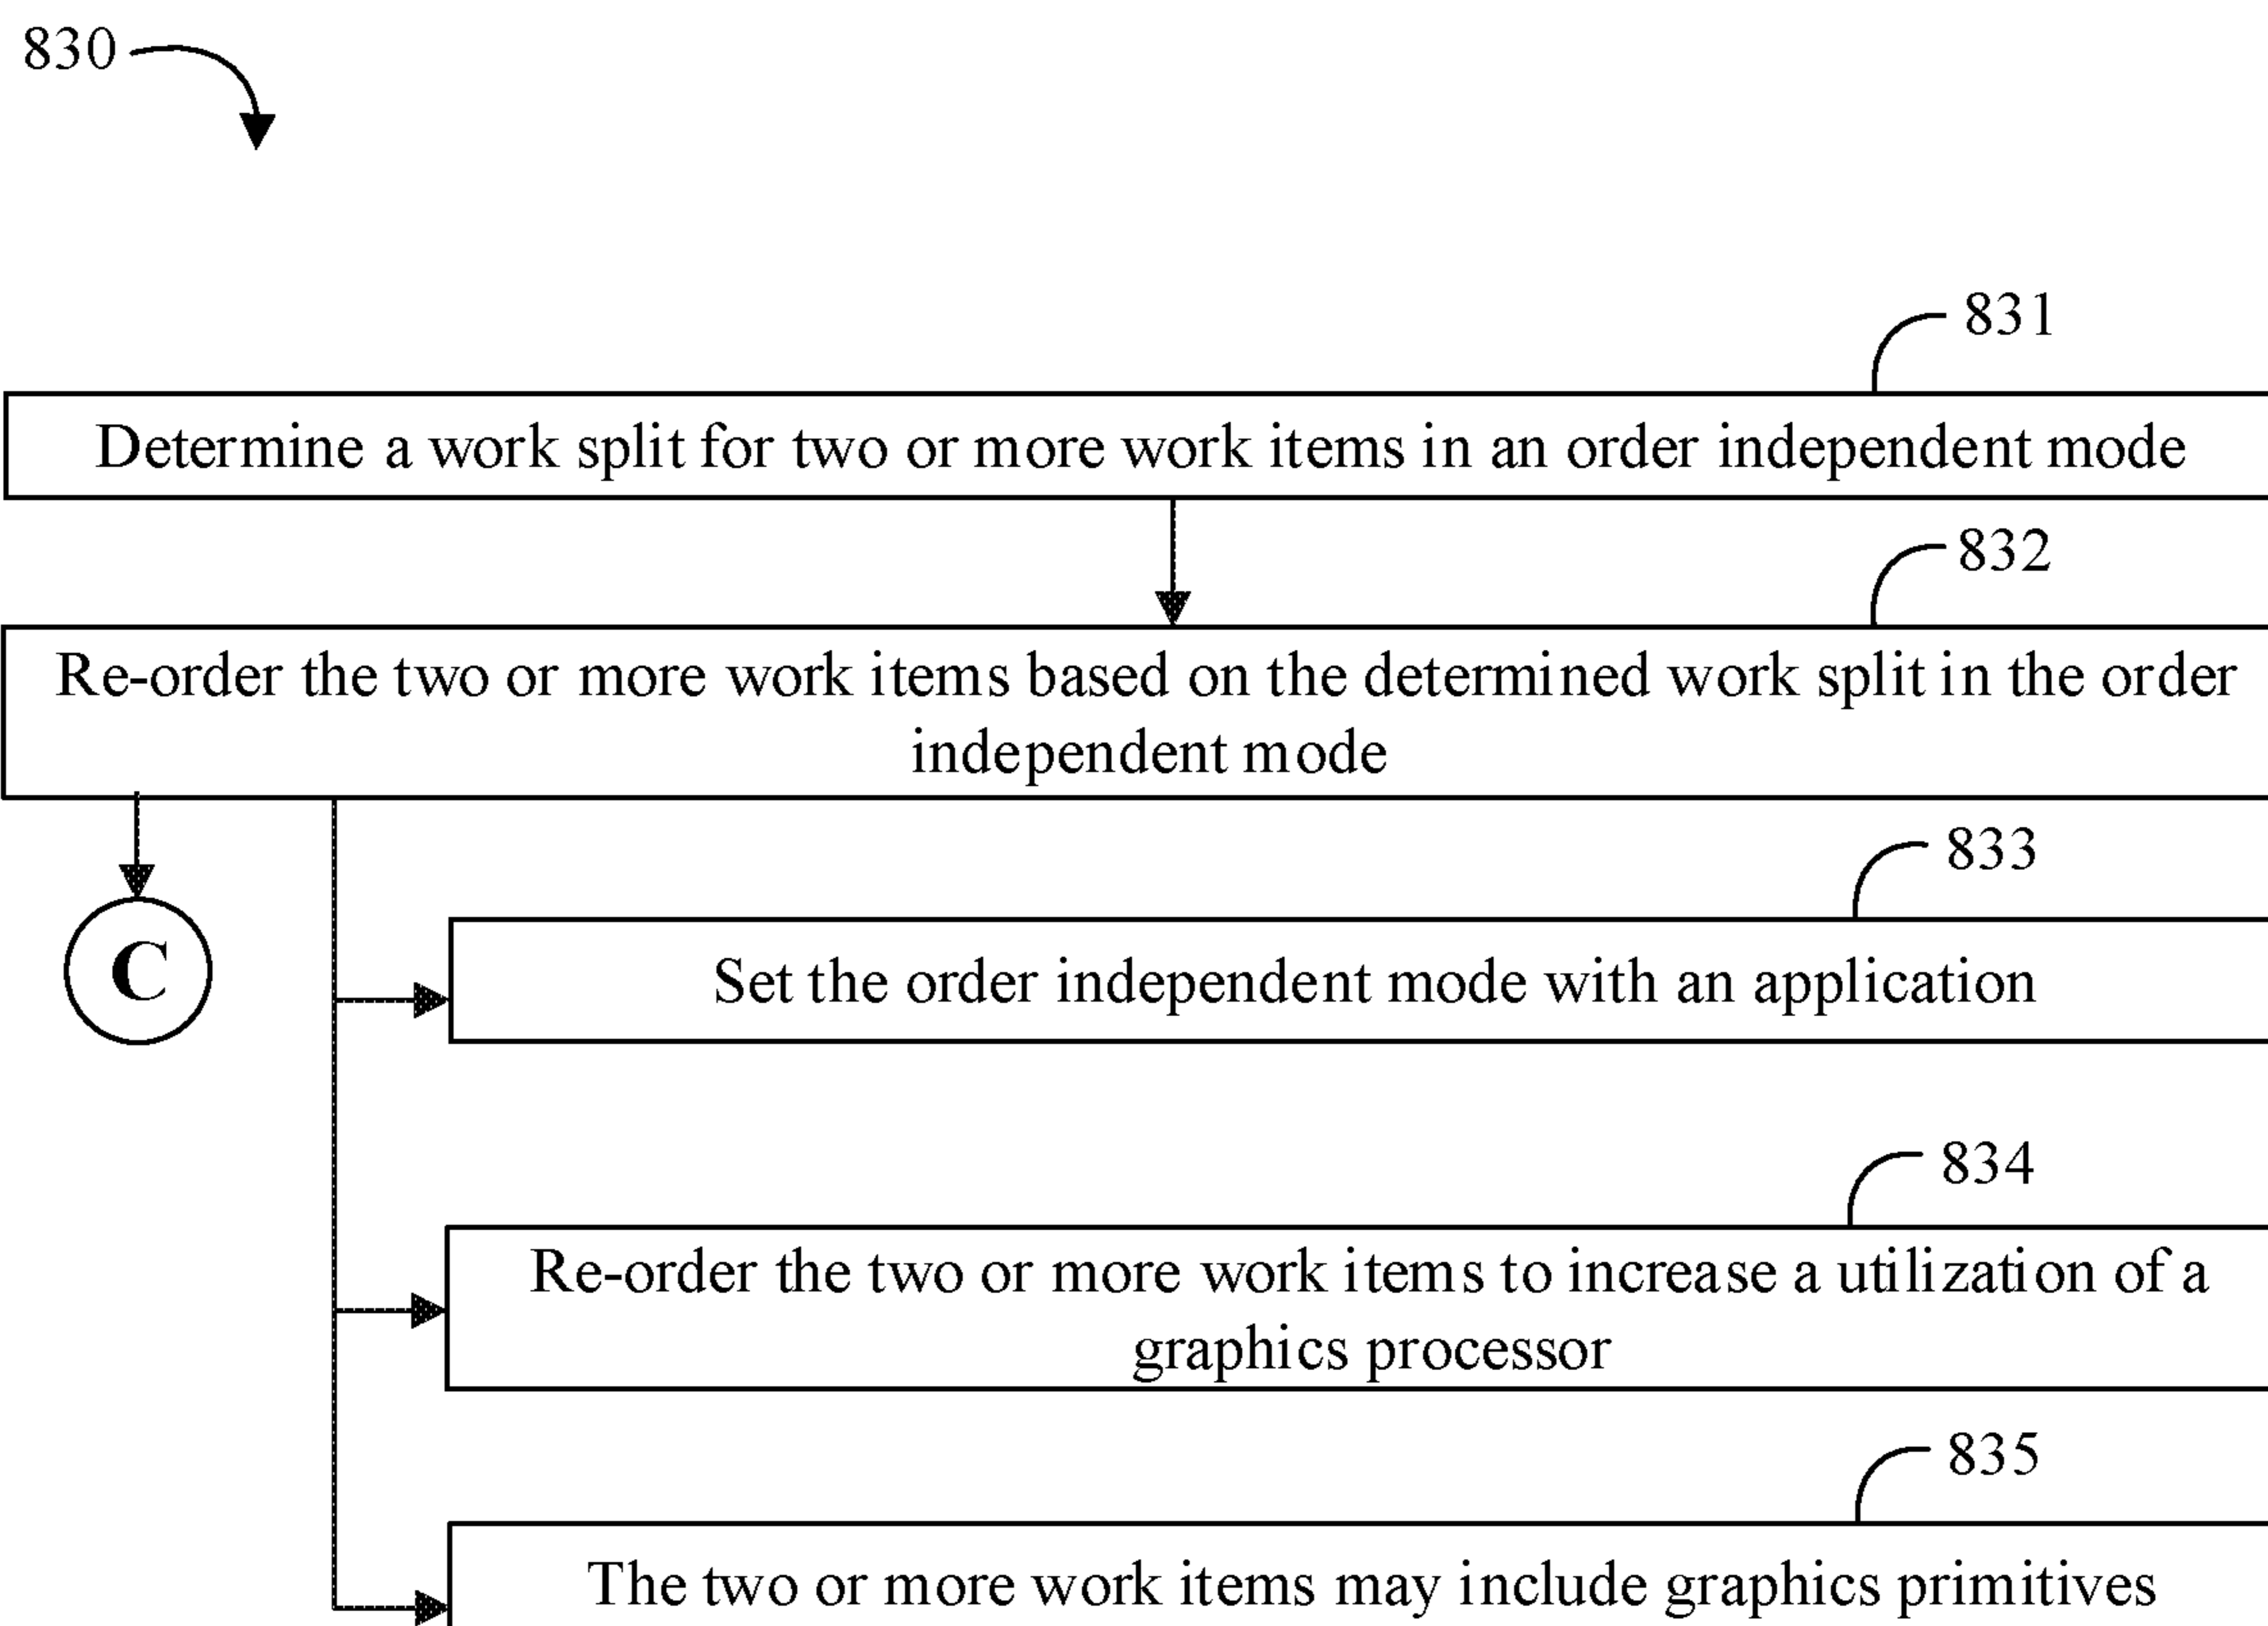 830
831
Determine a work split for two or more work items in an order independent mode
832
Re-order the two or more work items based on the determined work split in the order
independent mode
833
C
Set the order independent mode with an application
834
Re-order the two or more work items to increase a utilization of a
graphics processor
835
The two or more work items may include graphics primitives